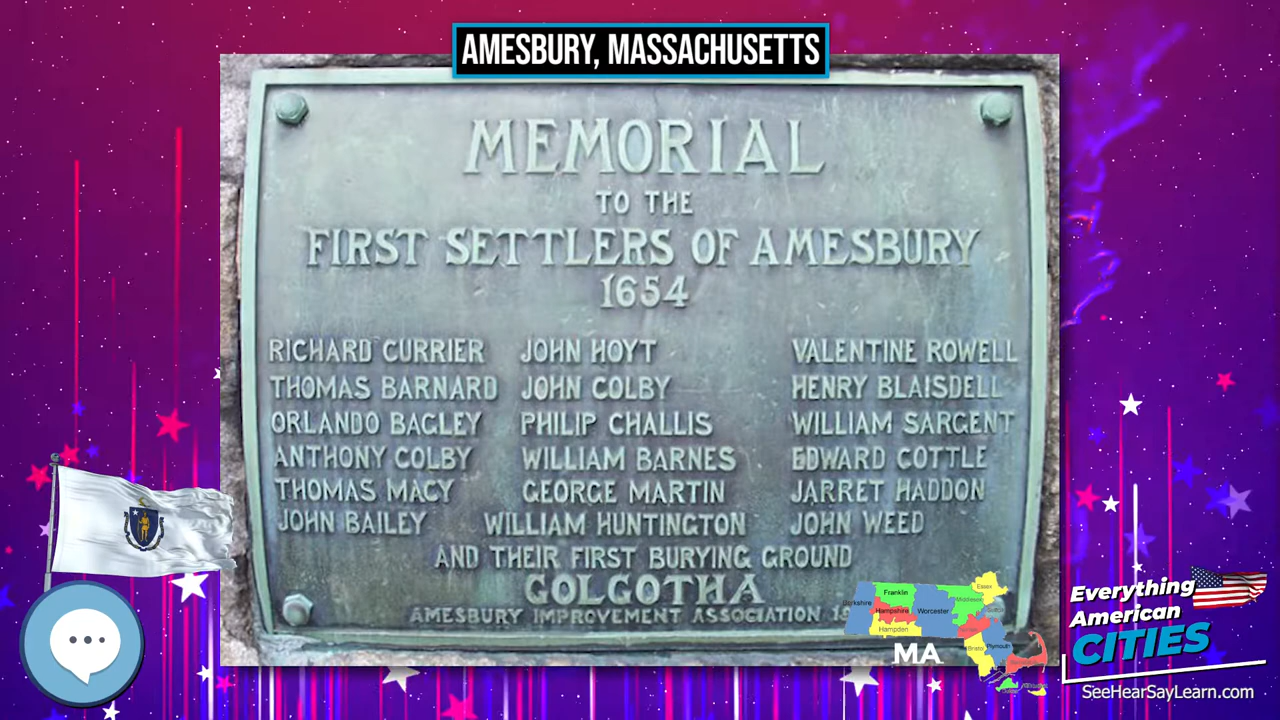 AMESBURY, MASSACHUSETTS
MEMORIAL
TO THE
FIRST SETTLERS OF AMESBURY
1654
RICHARD CURRIER JOHN HOYT VALENTINE ROWELL
THOMAS BARNARD JOHN COLBY HENRY BLAISDELL
ORLANDO BAGLEY PHILIP CHALLIS WILLIAM SARGENT
ANTHONY COLBY WILLIAM BARNES EDWARD COTTLE
THOMAS MACY GEORGE MARTIN JARRET HADDON
JOHN BAILEY WILLIAM HUNTINGTON JOHN WEED
AND THEIR FIRST BURYING GROUND
GOLGOTHA
AMESBURY IMPROVEMENT ASSOCIATION
Essex
Franklin
Middlesex
Berkshire
Hampshire
Worcester
Hampden
Bristol
Plymouth
MA
Everything
American
CITIES
SeeHearSayLearn.com